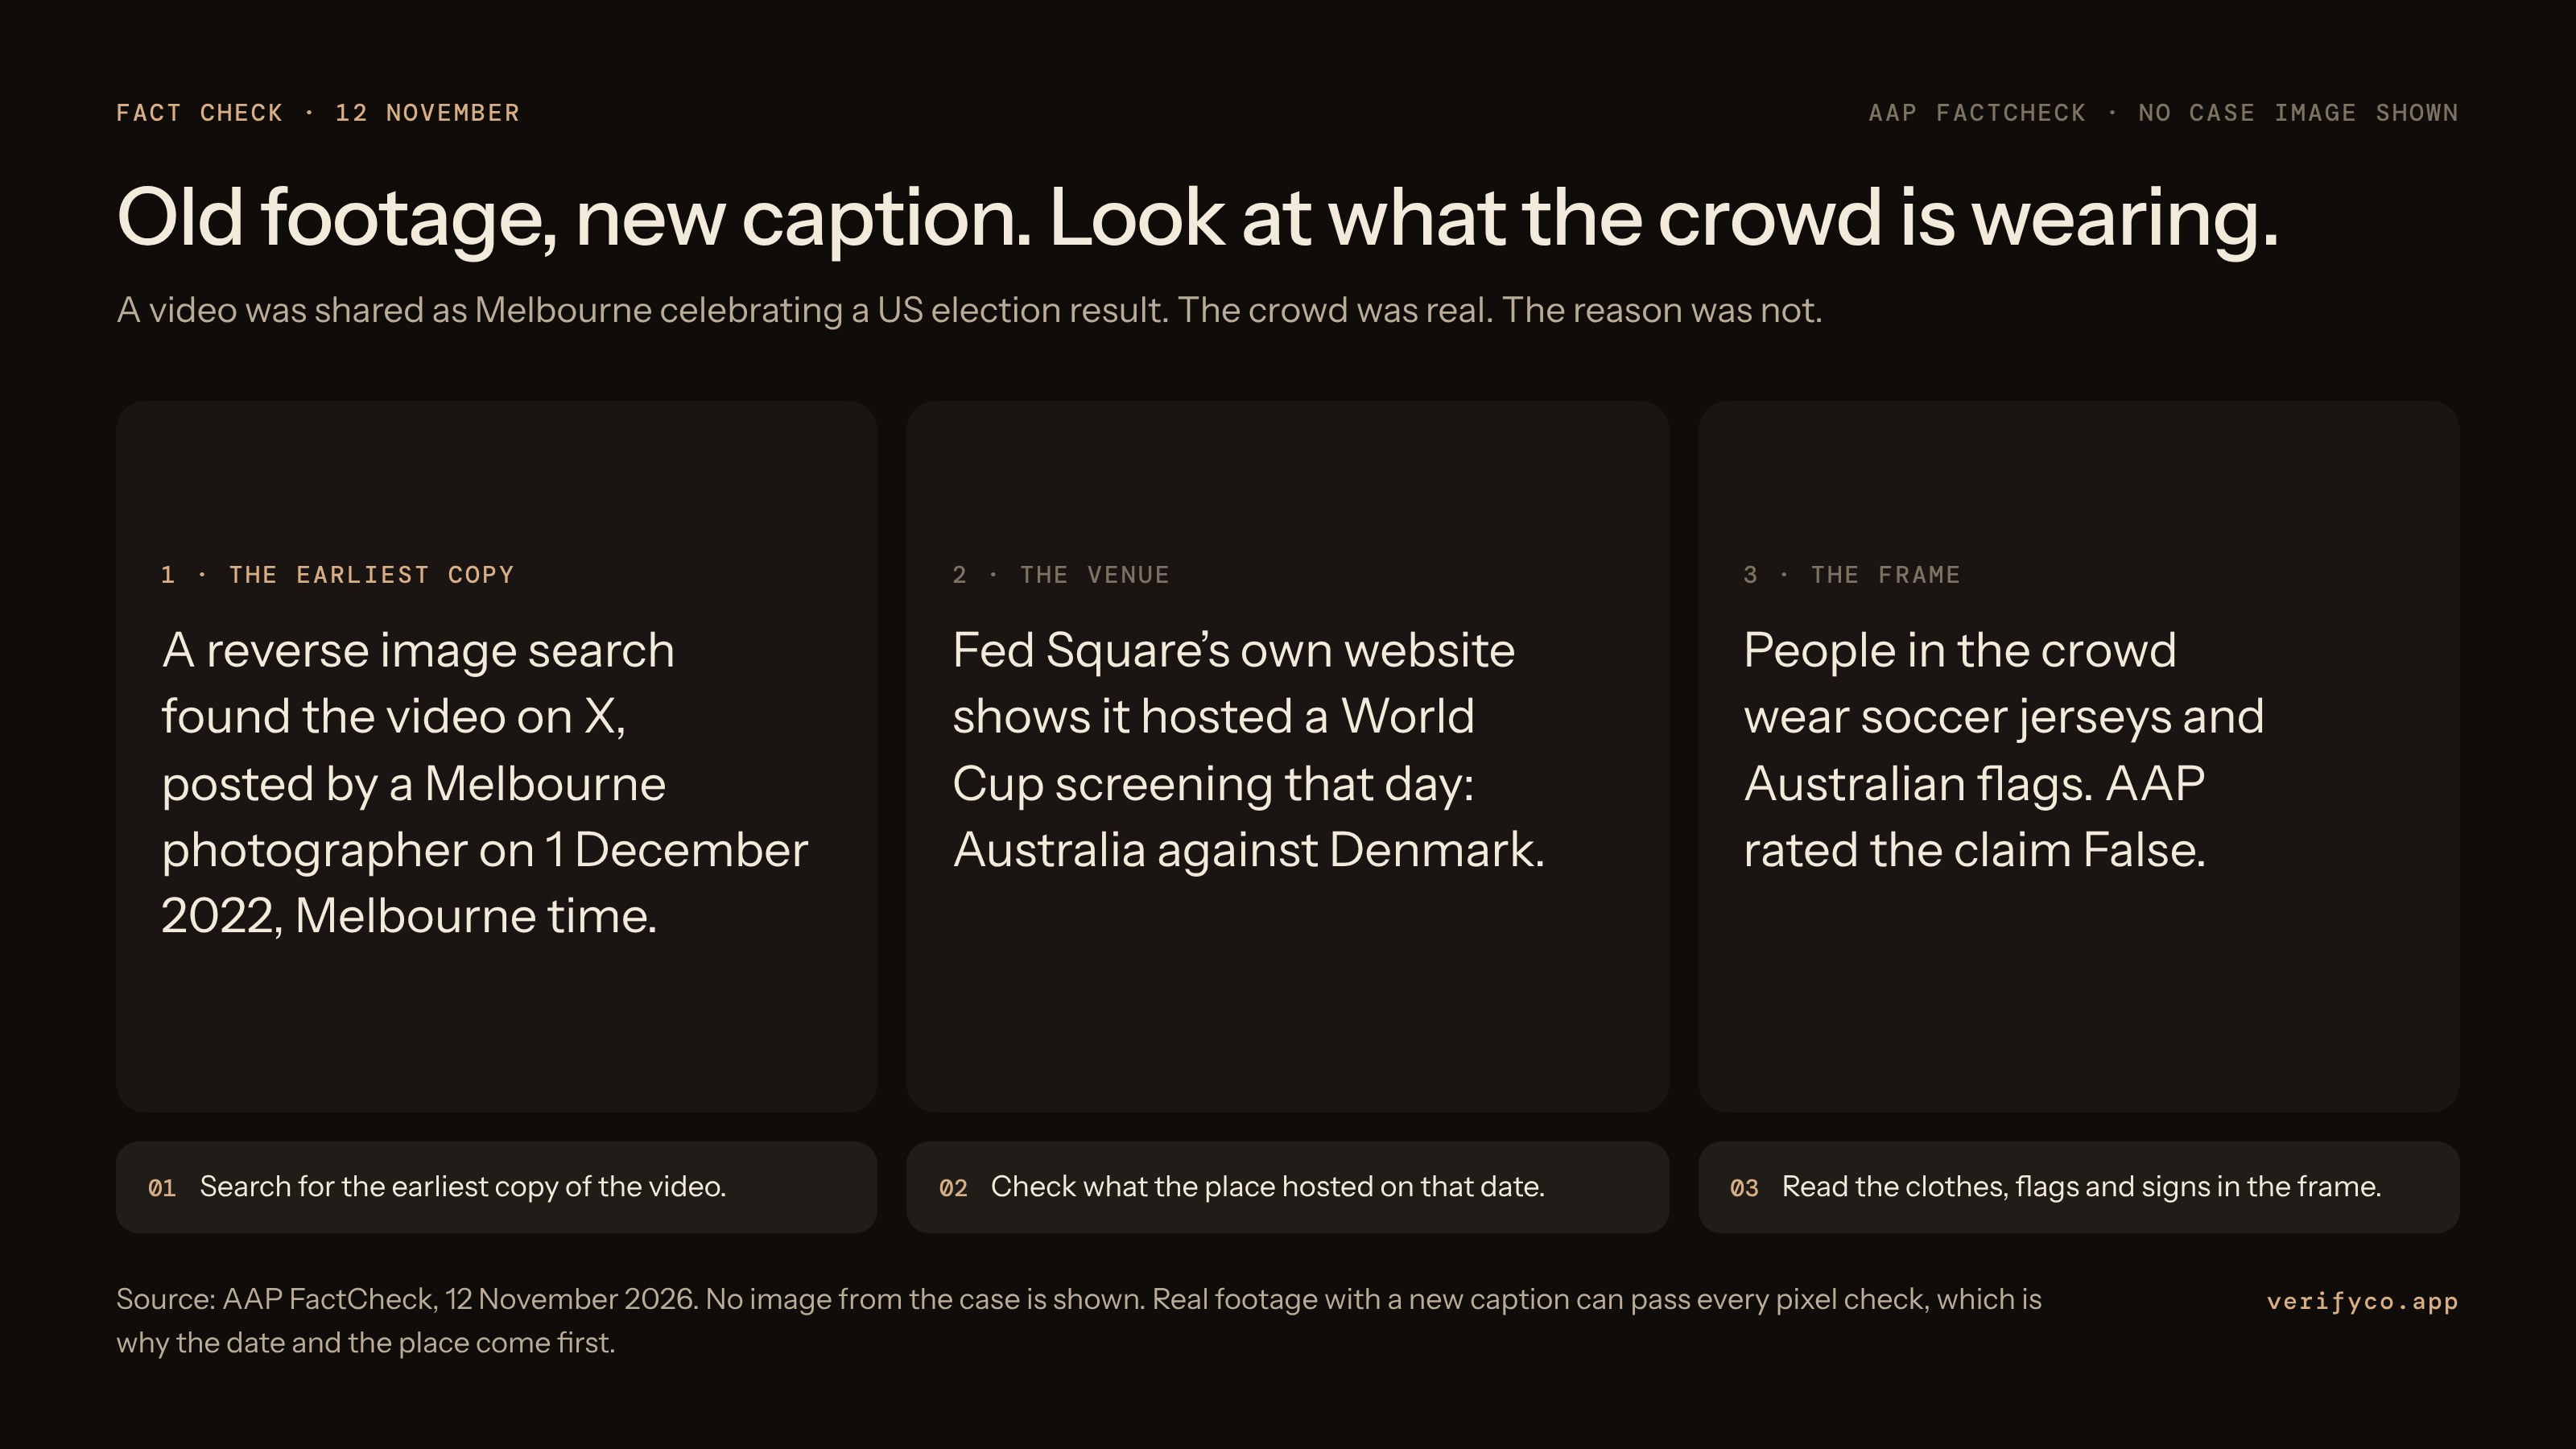 FACT CHECK · 12 NOVEMBER
AAP FACTCHECK · NO CASE IMAGE SHOWN
Old footage, new caption. Look at what the crowd is wearing.
A video was shared as Melbourne celebrating a US election result. The crowd was real. The reason was not.
1 · THE EARLIEST COPY
A reverse image search
found the video on X,
posted by a Melbourne
photographer on 1 December
2022, Melbourne time.
2 · THE VENUE
Fed Square’s own website
shows it hosted a World
Cup screening that day:
Australia against Denmark.
3 · THE FRAME
People in the crowd
wear soccer jerseys and
Australian flags. AAP
rated the claim False.
01 Search for the earliest copy of the video.
02 Check what the place hosted on that date.
03 Read the clothes, flags and signs in the frame.
Source: AAP FactCheck, 12 November 2026. No image from the case is shown. Real footage with a new caption can pass every pixel check, which is
why the date and the place come first.
verifyco.app